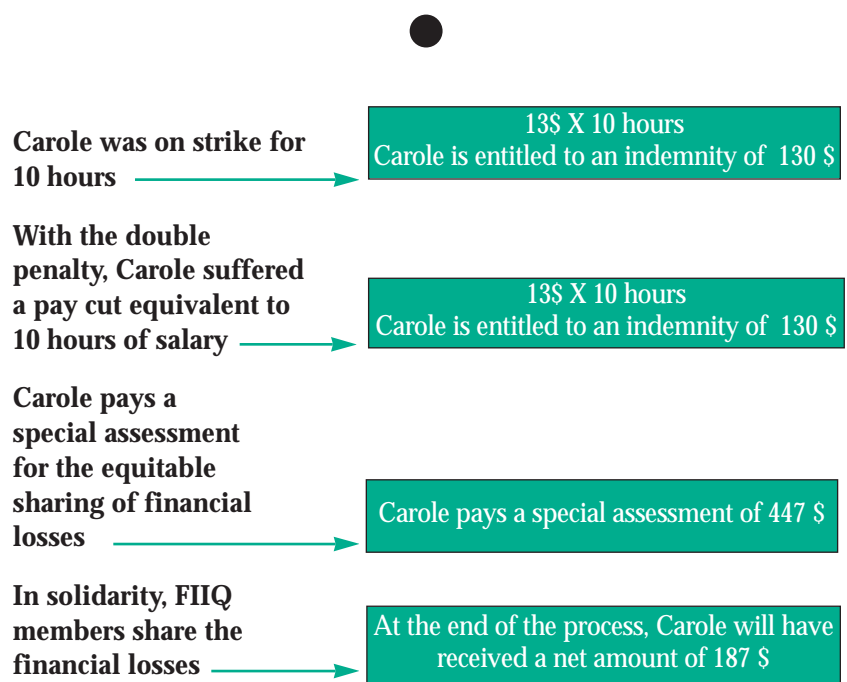 Carole was on strike for
10 hours
13$ X 10 hours
Carole is entitled to an indemnity of 130 $
With the double
penalty, Carole suffered
a pay cut equivalent to
10 hours of salary
13$ X 10 hours
Carole is entitled to an indemnity of 130 $
Carole pays a
special assessment
for the equitable
sharing of financial
losses
Carole pays a special assessment of 447 $
In solidarity, FIIQ
members share the
financial losses
At the end of the process, Carole will have
received a net amount of 187 $